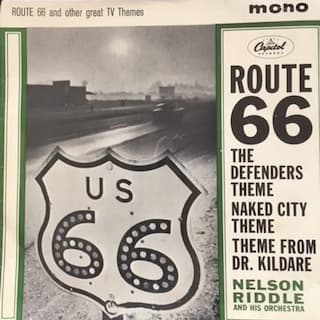 ROUTE 66 and other great TV Themes
mono
Capitol
RECORDS
ROUTE
66
THE
DEFENDERS
THEME
NAKED CITY
THEME
THEME FROM
DR. KILDARE
NELSON
RIDDLE
AND HIS ORCHESTRA
US
66